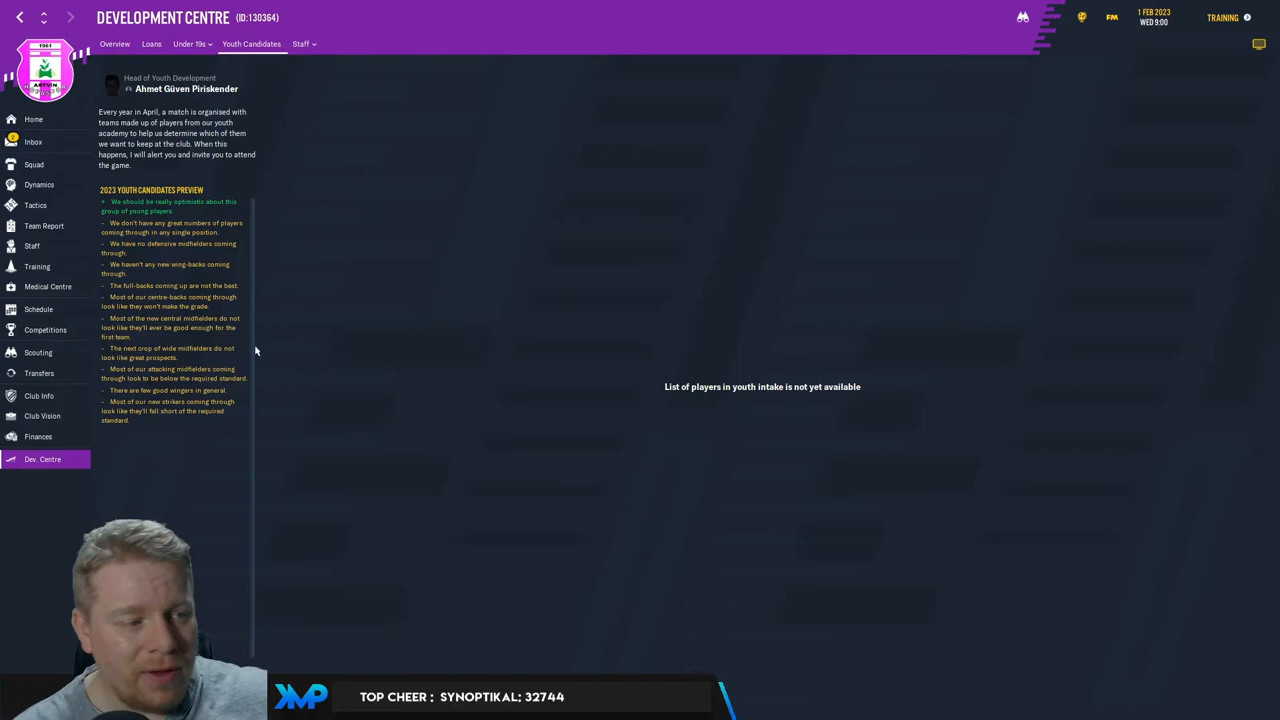 DEVELOPMENT CENTRE (ID:130364)
1 FEB 2023
WED 9:00
FM
TRAINING
Overview
Loans
Under 19s
Youth Candidates
Staff
1961
ARTVİN
Head of Youth Development
Ahmet Güven Piriskender
Every year in April, a match is organised with
teams made up of players from our youth
academy to help us determine which of them
we want to keep at the club. When this
happens, I will alert you and invite you to attend
the game.
2023 YOUTH CANDIDATES PREVIEW
+ We should be really optimistic about this
group of young players.
- We don't have any great numbers of players
coming through in any single position.
- We have no defensive midfielders coming
through.
- We haven't any new wing-backs coming
through.
- The full-backs coming up are not the best.
- Most of our centre-backs coming through
look like they won't make the grade.
- Most of the new central midfielders do not
look like they'll ever be good enough for the
first team.
- The next crop of wide midfielders do not
look like great prospects.
- Most of our attacking midfielders coming
through look to be below the required standard.
- There are few good wingers in general.
- Most of our new strikers coming through
look like they'll fall short of the required
standard.
Home
2
Inbox
Squad
Dynamics
Tactics
Team Report
Staff
Training
Medical Centre
Schedule
Competitions
Scouting
Transfers
Club Info
Club Vision
Finances
Dev. Centre
List of players in youth intake is not yet available
KMP
TOP CHEER : SYNOPTIKAL: 32744